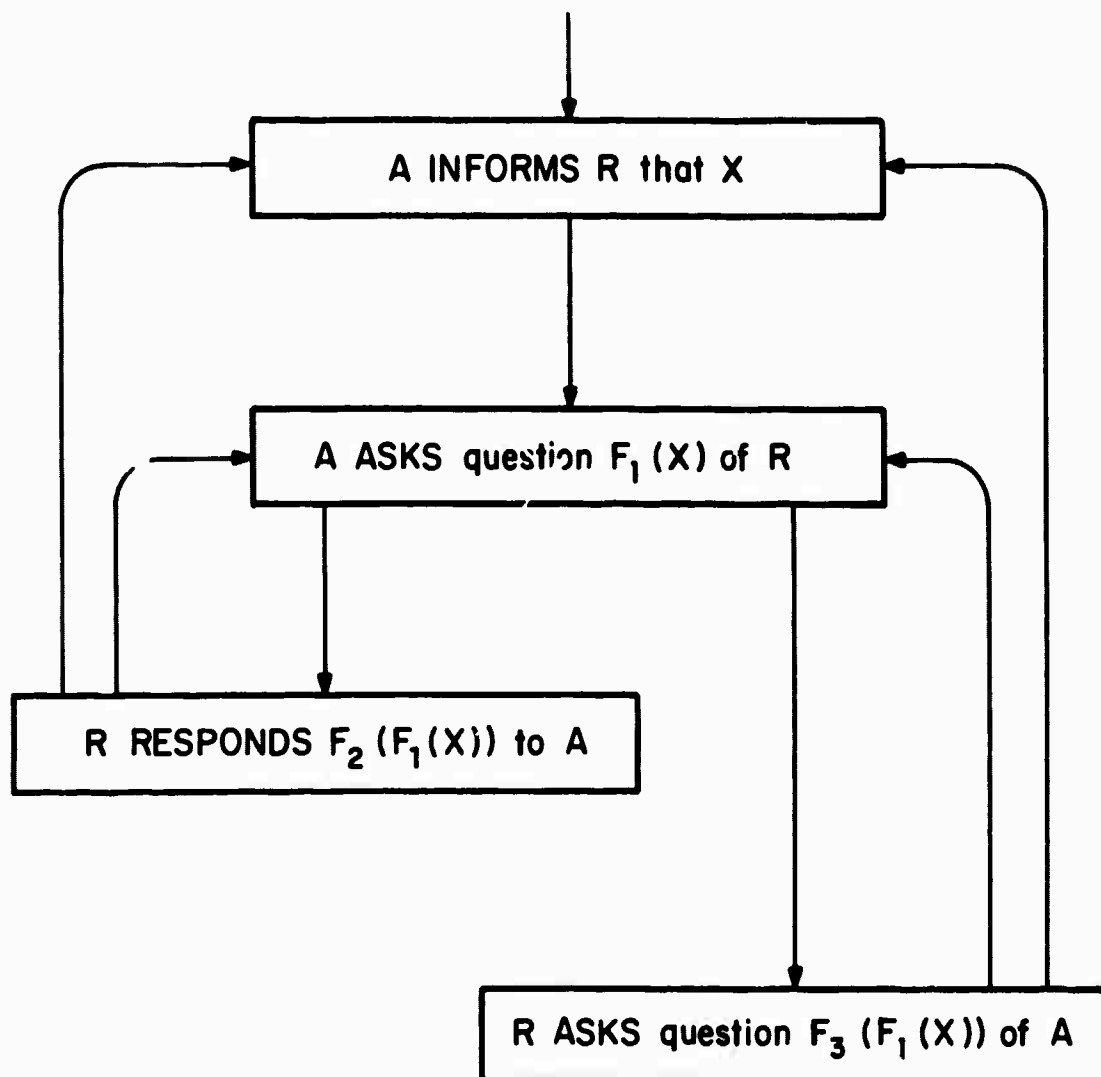 A INFORMS R that X
A ASKS question F₁ (X) of R
R RESPONDS F₂ (F₁(X)) to A
R ASKS question F₃ (F₁(X)) of A